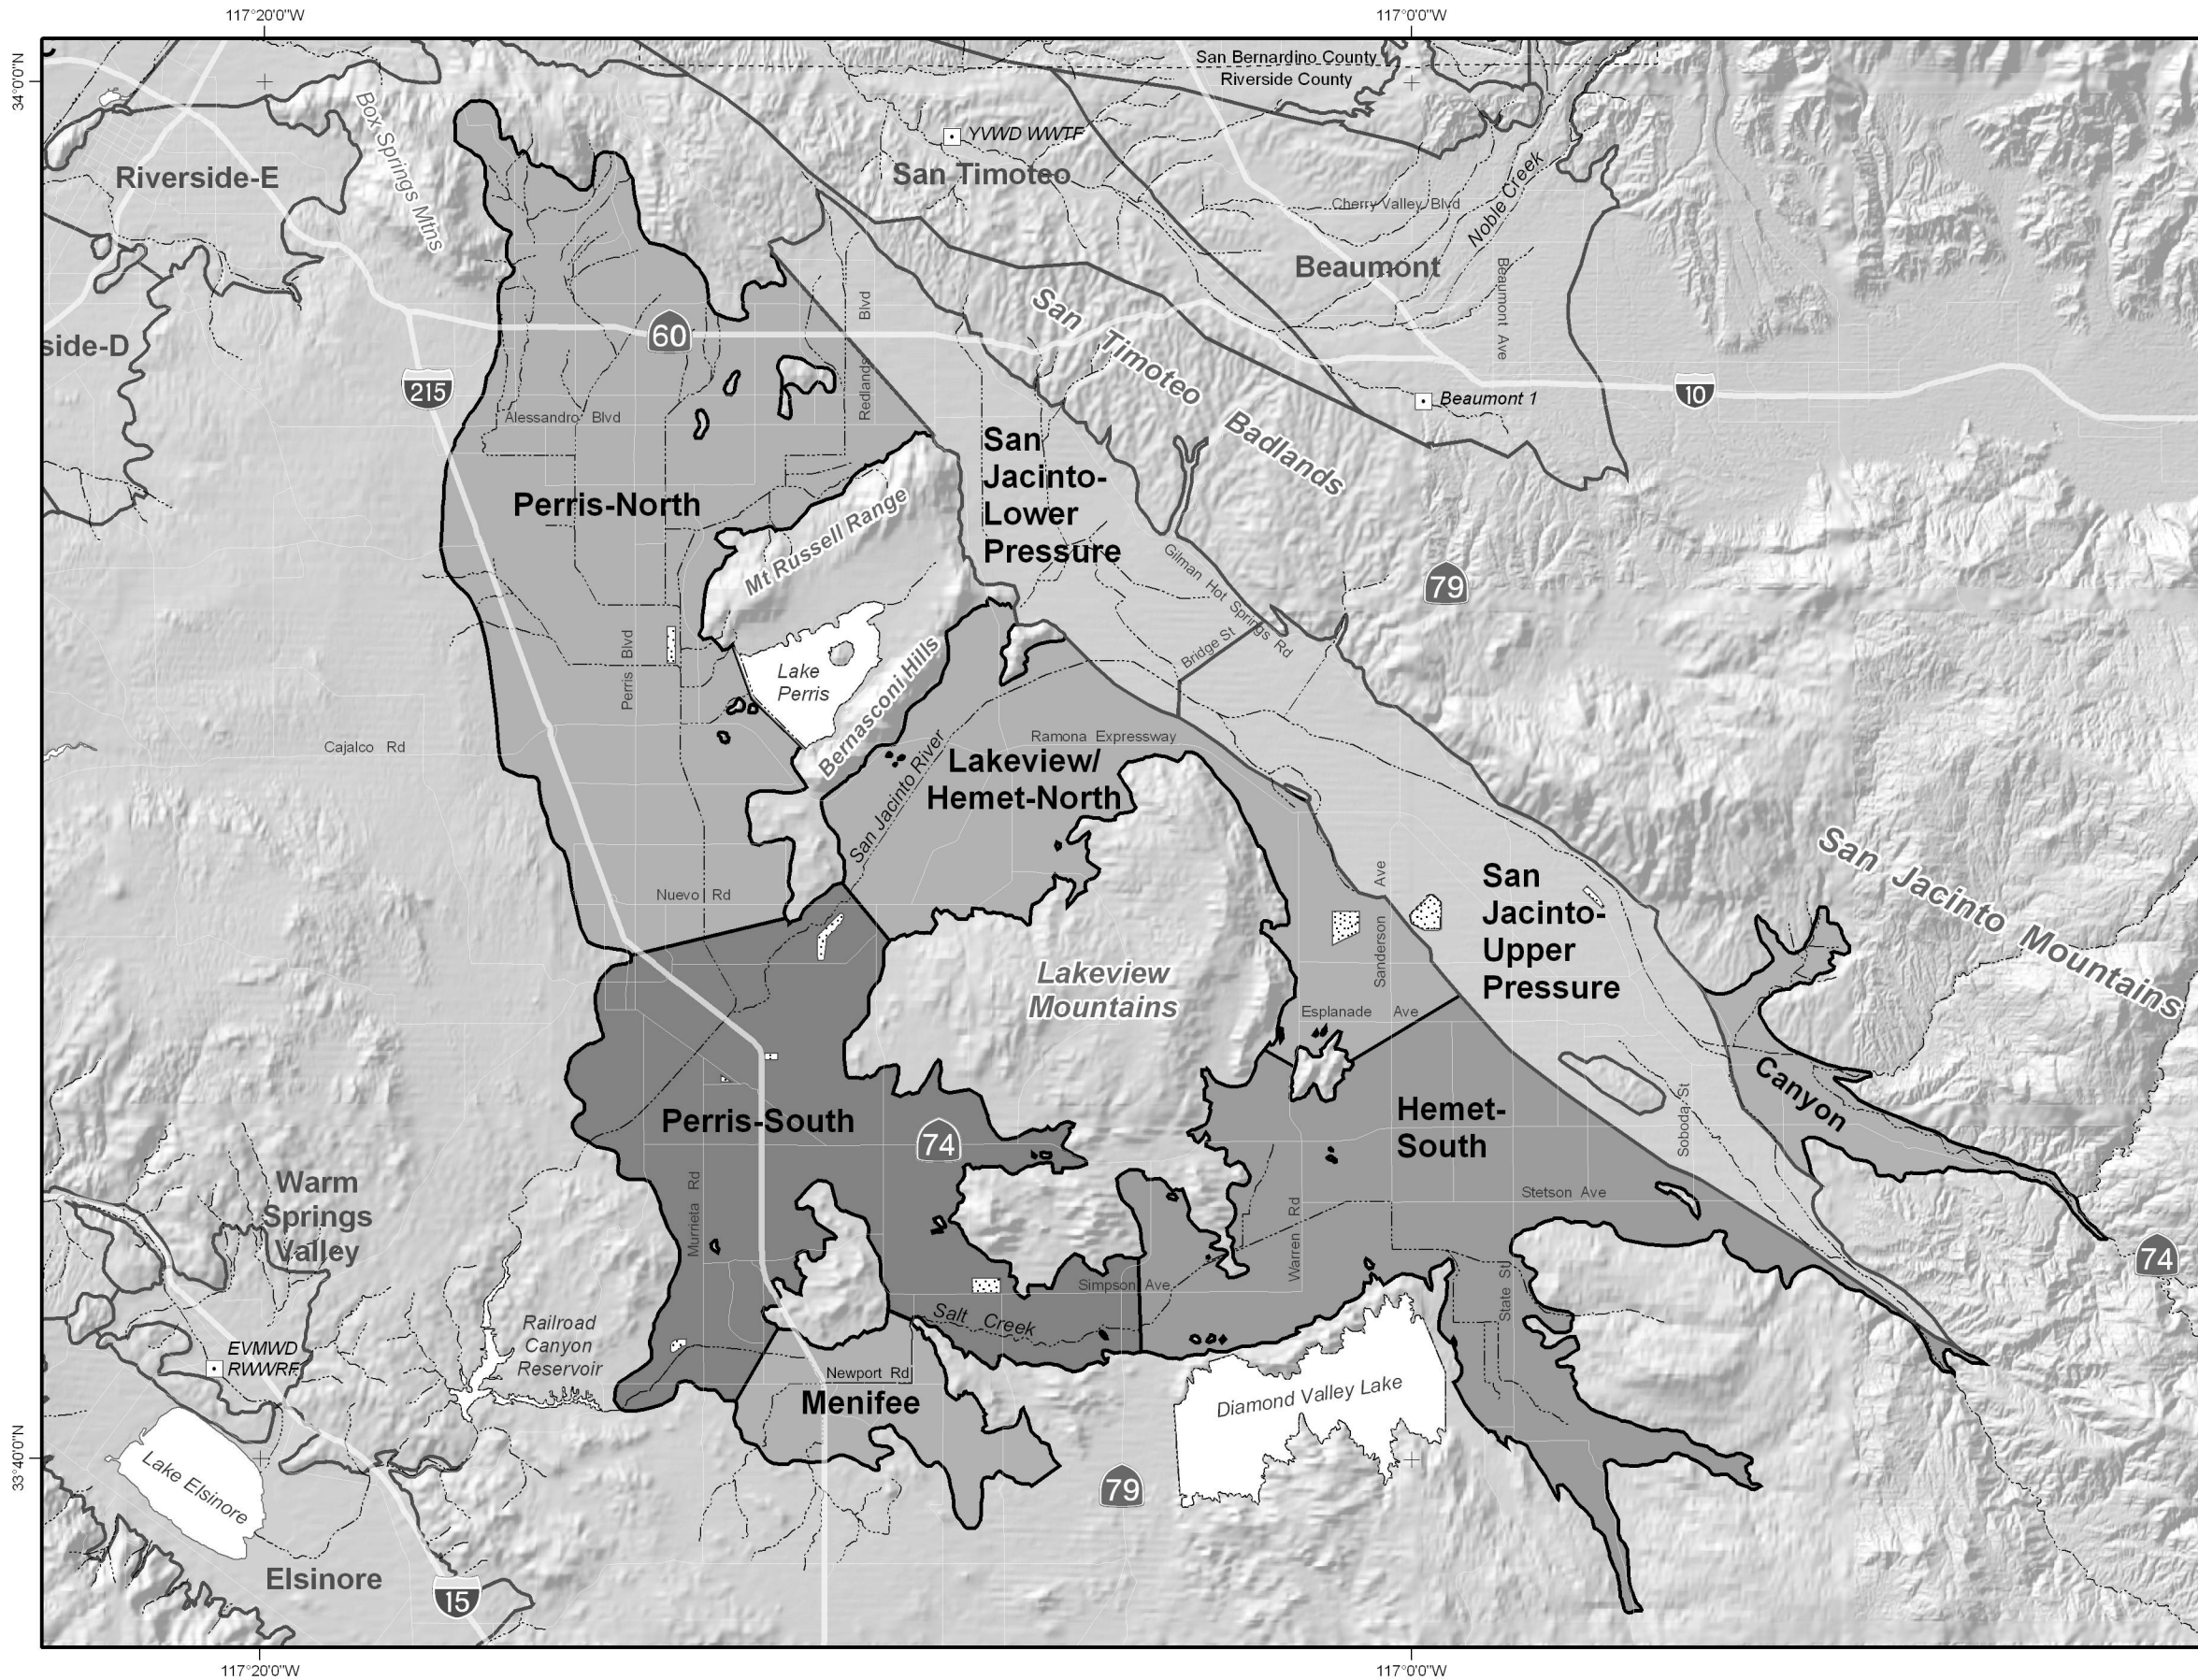 117°20'0"W
117°0'0"W
34°0'0"N
San Bernardino County
Riverside County
Box Springs Mtns
YVWD WWTF
Riverside-E
San Timoteo
Noble Creek
Cherry Valley Blvd
Beaumont
Beaumont Ave
San Timoteo Badlands
Redlands Blvd
side-D
60
215
10
Alessandro Blvd
Beaumont 1
San
Jacinto-
Lower
Pressure
Perris-North
Mt Russell Range
Gilman Hot Springs Rd
79
Bridge St
Perris Blvd
Lake
Perris
Bernasconi Hills
Cajalco Rd
Ramona Expressway
San Jacinto River
Lakeview/
Hemet-North
San Jacinto Mountains
Nuevo Rd
Sanderson Ave
San
Jacinto-
Upper
Pressure
Lakeview
Mountains
Esplanade Ave
Canyon
Soboda St
Perris-South
74
Hemet-
South
Murrieta Rd
Warm
Springs
Valley
Stetson Ave
Warren Rd
74
State St
Simpson Ave
Salt Creek
Railroad
Canyon
Reservoir
EVMWD
RWWRF
Newport Rd
Menifee
Diamond Valley Lake
33°40'0"N
Lake Elsinore
79
Elsinore
15
117°20'0"W
117°0'0"W